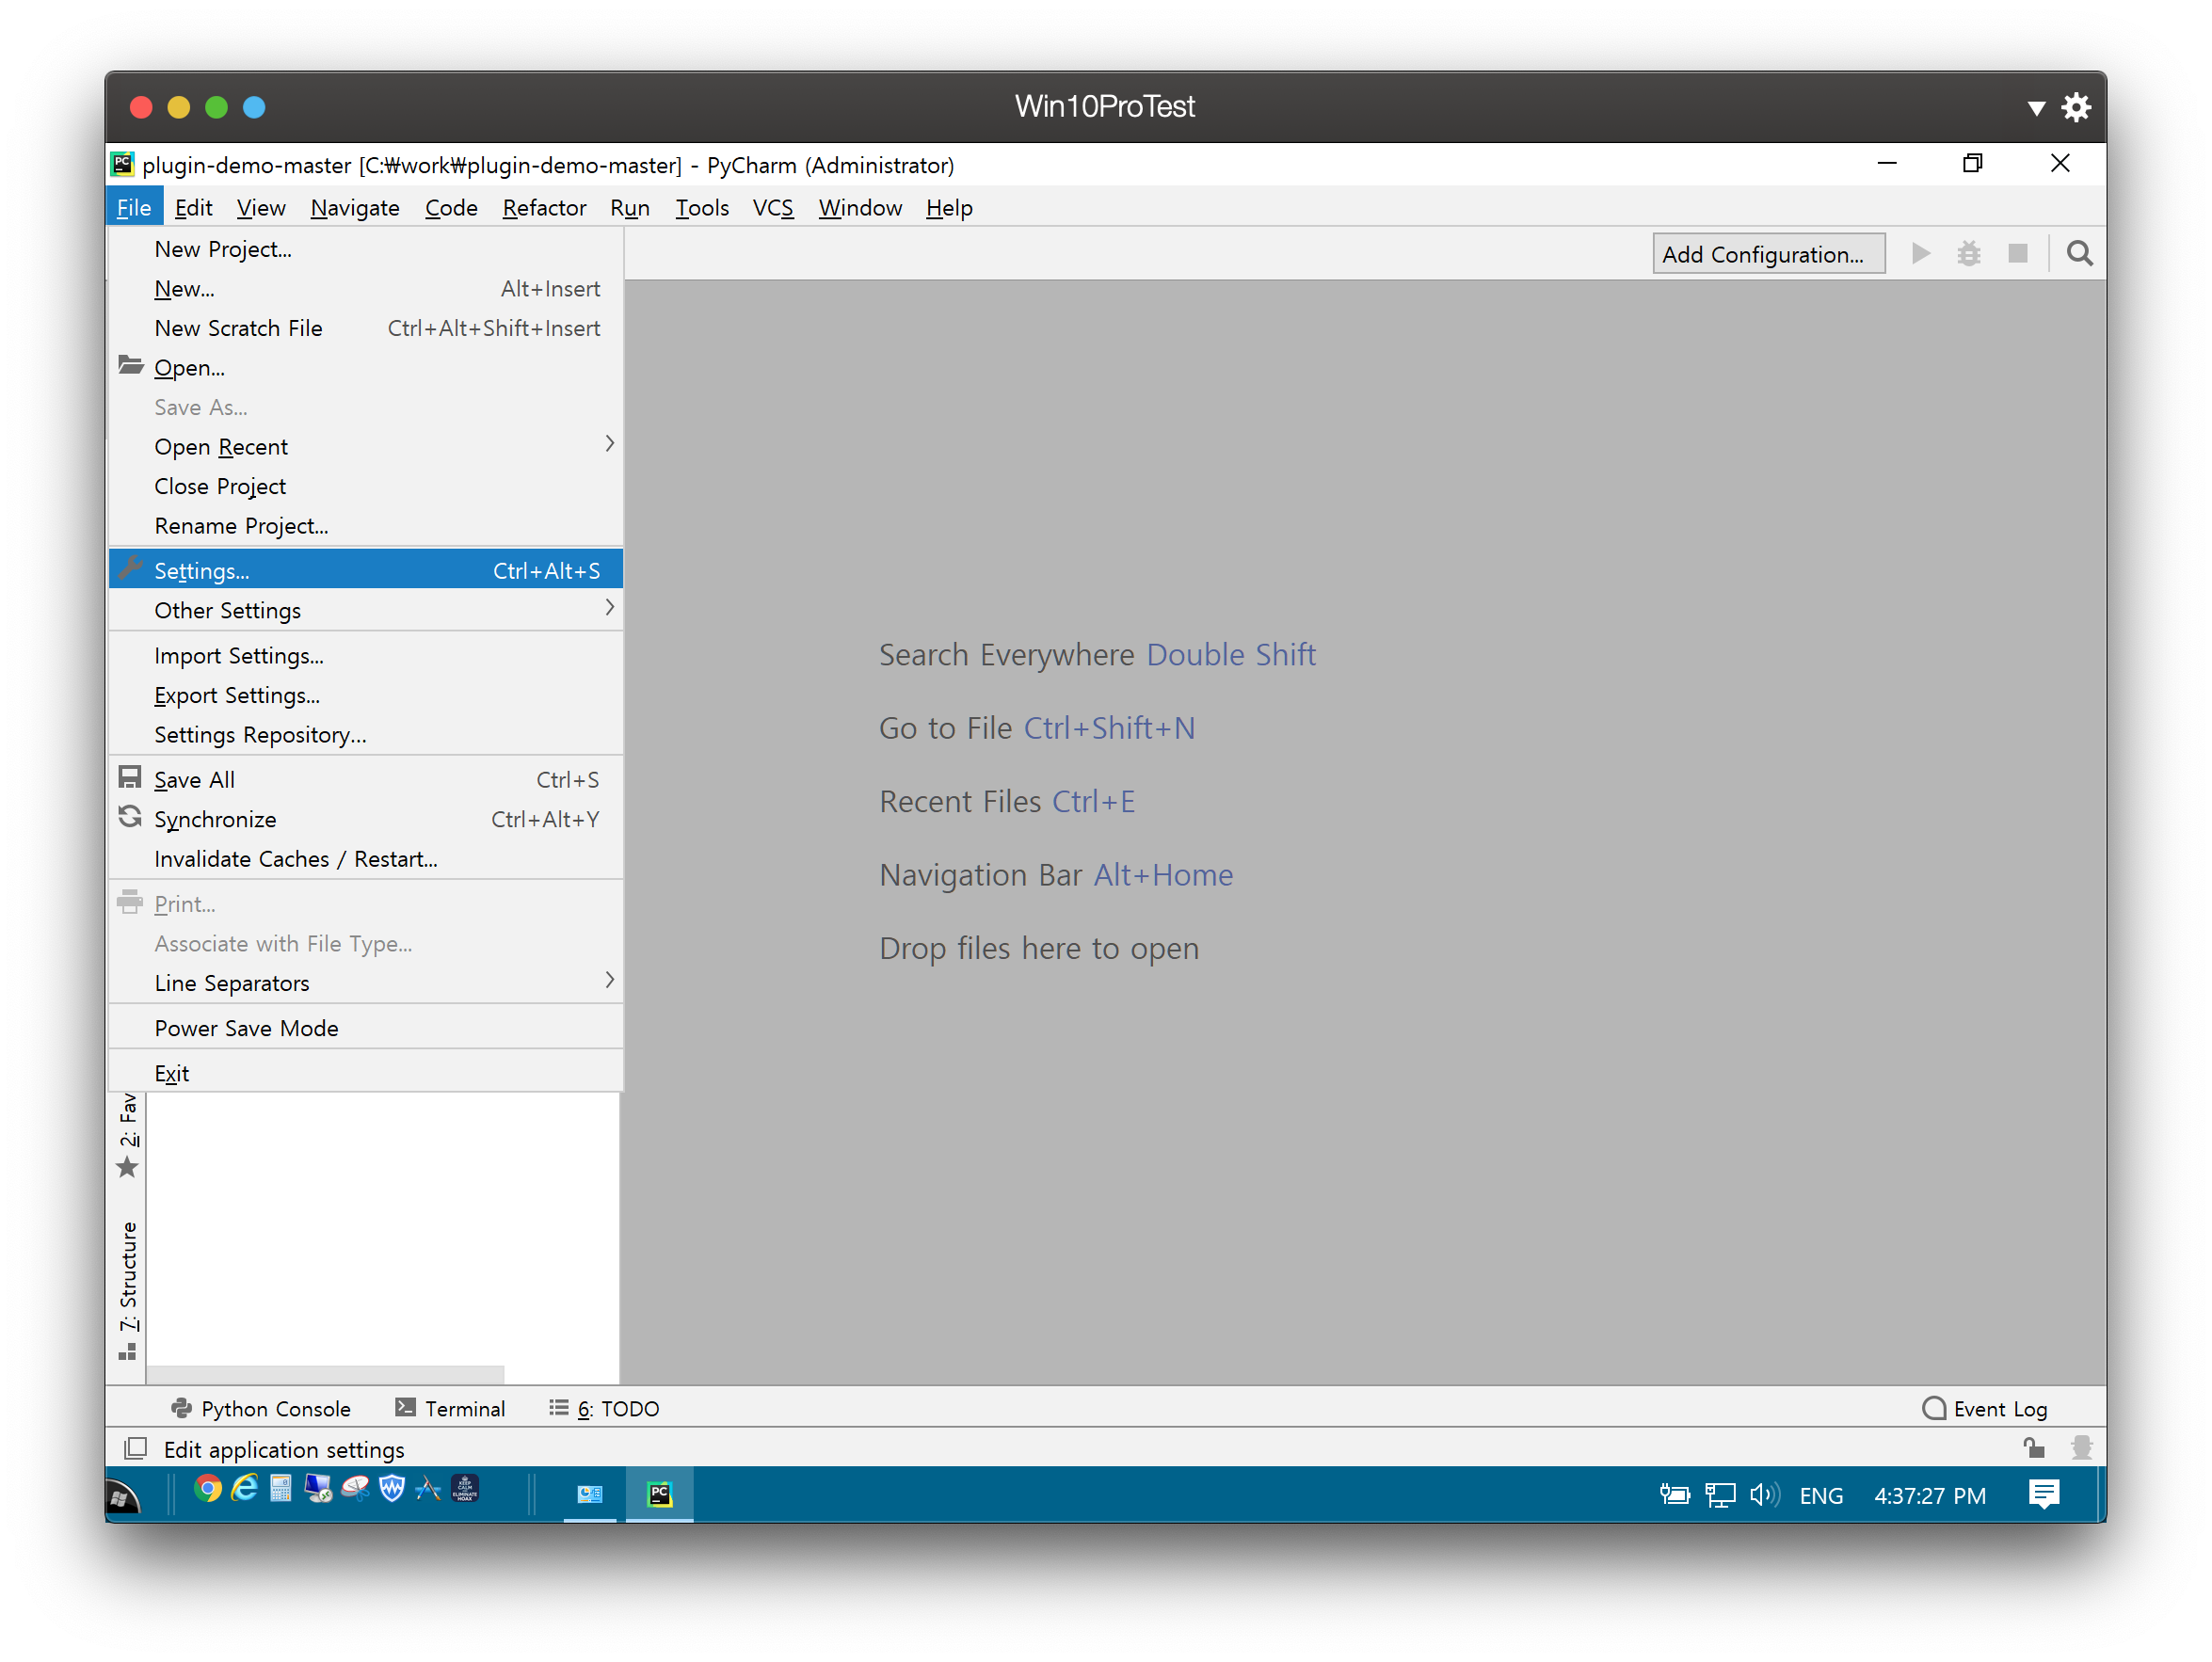 Win10ProTest
plugin-demo-master [C:₩work₩plugin-demo-master] - PyCharm (Administrator)
File Edit View Navigate Code Refactor Run Tools VCS Window Help
Add Configuration...
New Project...
New... Alt+Insert
New Scratch File Ctrl+Alt+Shift+Insert
Open...
Save As...
Open Recent
Close Project
Rename Project...
Settings... Ctrl+Alt+S
Other Settings
Import Settings...
Export Settings...
Settings Repository...
Save All Ctrl+S
Synchronize Ctrl+Alt+Y
Invalidate Caches / Restart...
Print...
Associate with File Type...
Line Separators
Power Save Mode
Exit
Search Everywhere Double Shift
Go to File Ctrl+Shift+N
Recent Files Ctrl+E
Navigation Bar Alt+Home
Drop files here to open
2: Fav
7: Structure
Python Console Terminal 6: TODO Event Log
Edit application settings
KEEP
CALM
ELIMINATE
HOAX
PC
ENG 4:37:27 PM